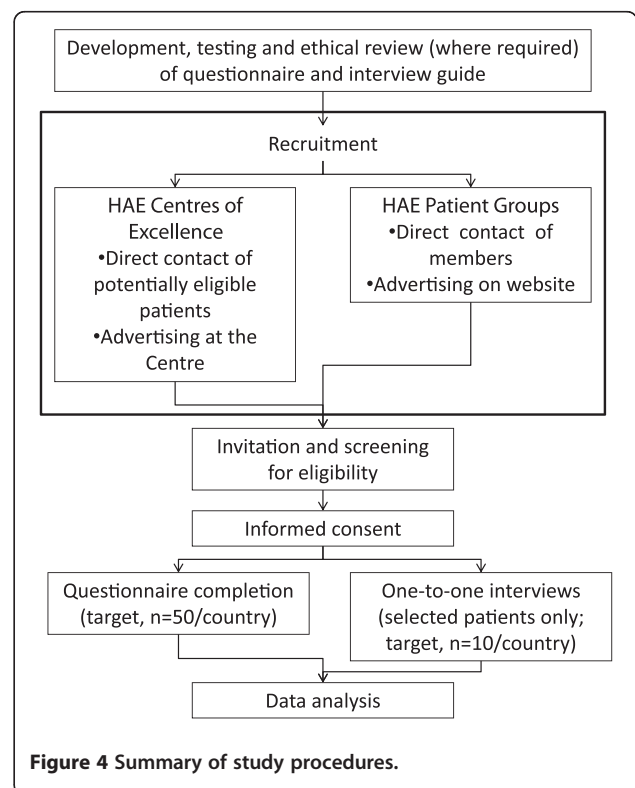 Development, testing and ethical review (where required)
of questionnaire and interview guide
Recruitment
HAE Centres of
Excellence
•Direct contact of
potentially eligible
patients
•Advertising at the
Centre
HAE Patient Groups
•Direct contact of
members
•Advertising on website
Invitation and screening
for eligibility
Informed consent
Questionnaire completion
(target, n=50/country)
One-to-one interviews
(selected patients only;
target, n=10/country)
Data analysis
Figure 4 Summary of study procedures.